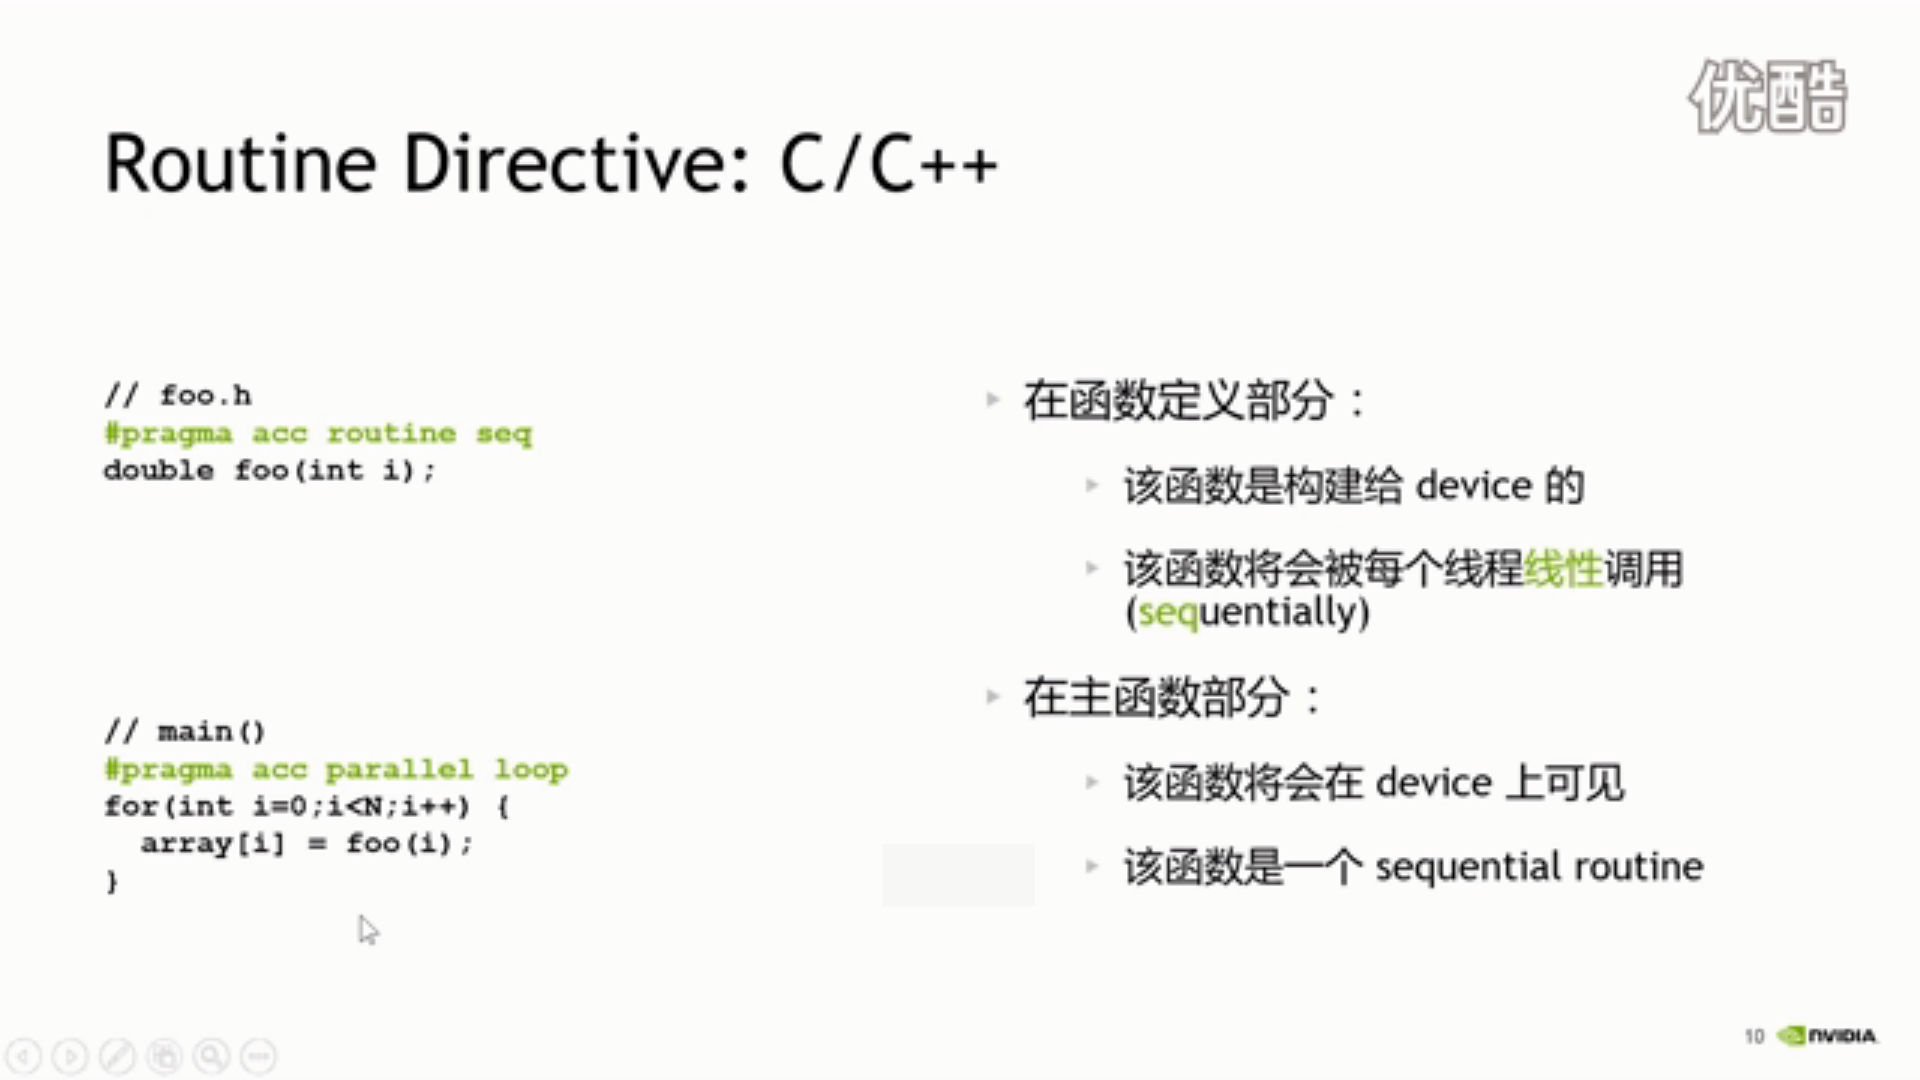 优酷
Routine Directive: C/C++
// foo.h
#pragma acc routine seq
double foo(int i);
// main()
#pragma acc parallel loop
for(int i=0;i<N;i++) {
  array[i] = foo(i);
}
在函数定义部分：
该函数是构建给 device 的
该函数将会被每个线程线性调用
(sequentially)
在主函数部分：
该函数将会在 device 上可见
该函数是一个 sequential routine
10 NVIDIA